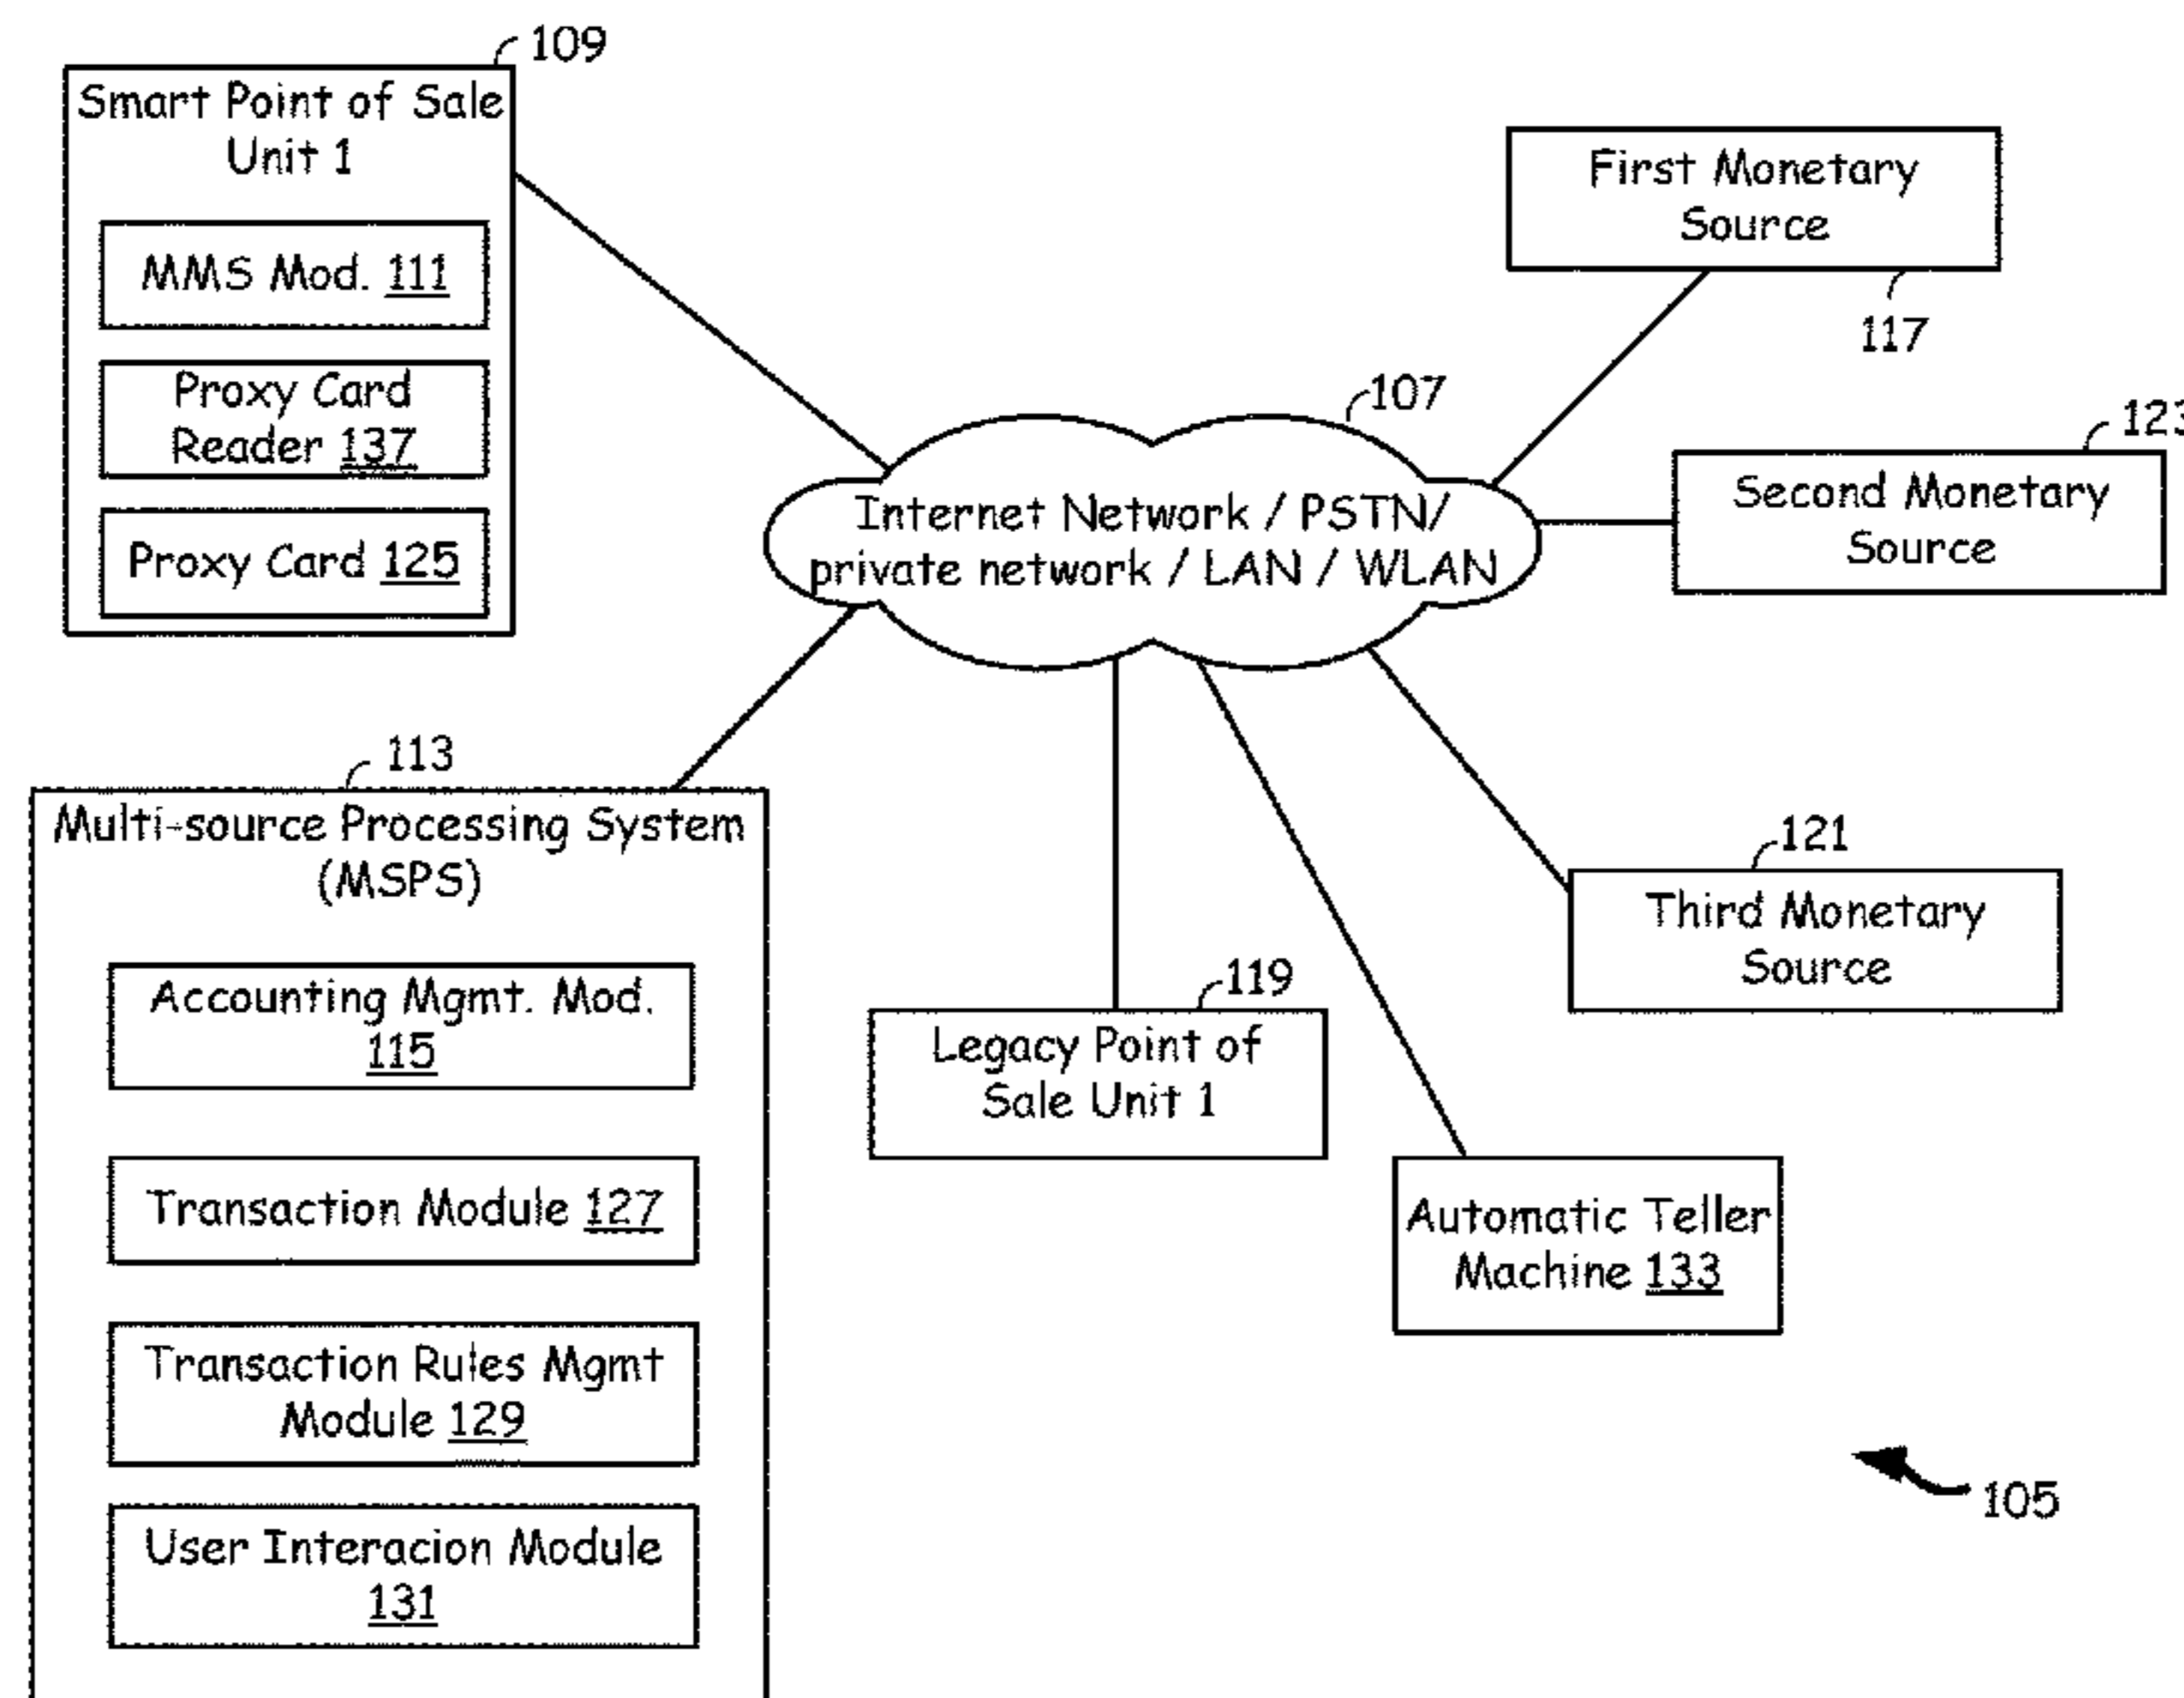 109
Smart Point of Sale
Unit 1
MMS Mod. 111
Proxy Card
Reader 137
Proxy Card 125
First Monetary
Source
117
107
Internet Network / PSTN/
private network / LAN / WLAN
123
Second Monetary
Source
113
Multi-source Processing System
(MSPS)
Accounting Mgmt. Mod.
115
Transaction Module 127
Transaction Rules Mgmt
Module 129
User Interacion Module
131
121
Third Monetary
Source
119
Legacy Point of
Sale Unit 1
Automatic Teller
Machine 133
105